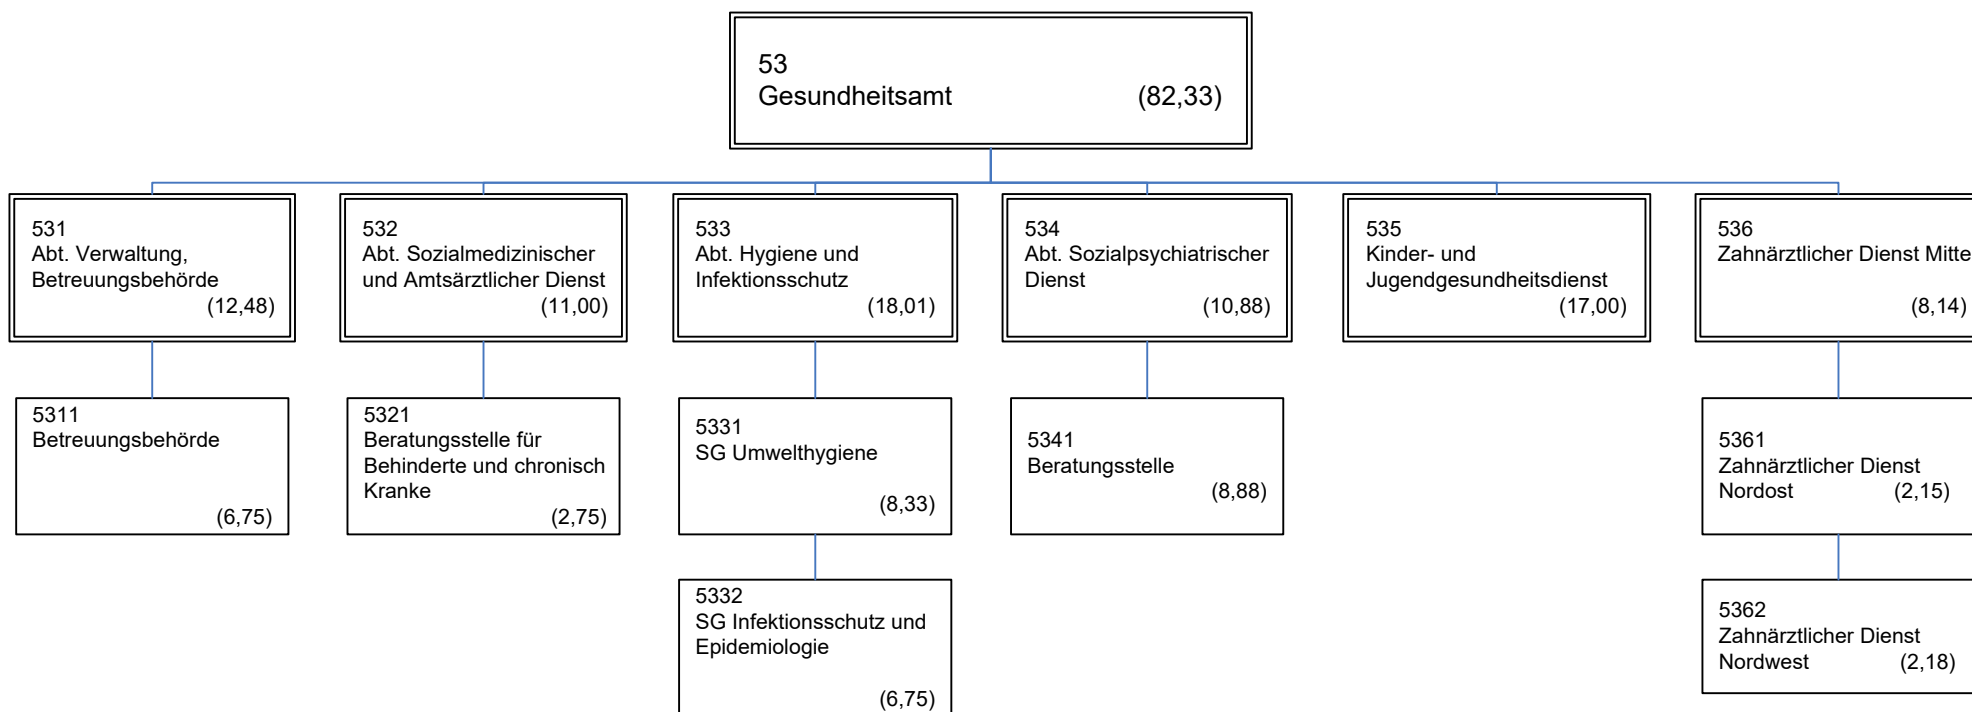 53
Gesundheitsamt (82,33)
531
Abt. Verwaltung,
Betreuungsbehörde
(12,48)
532
Abt. Sozialmedizinischer
und Amtsärztlicher Dienst
(11,00)
533
Abt. Hygiene und
Infektionsschutz
(18,01)
534
Abt. Sozialpsychiatrischer
Dienst
(10,88)
535
Kinder- und
Jugendgesundheitsdienst
(17,00)
536
Zahnärztlicher Dienst Mitte
(8,14)
5311
Betreuungsbehörde
(6,75)
5321
Beratungsstelle für
Behinderte und chronisch
Kranke
(2,75)
5331
SG Umwelthygiene
(8,33)
5341
Beratungsstelle
(8,88)
5361
Zahnärztlicher Dienst
Nordost (2,15)
5332
SG Infektionsschutz und
Epidemiologie
(6,75)
5362
Zahnärztlicher Dienst
Nordwest (2,18)